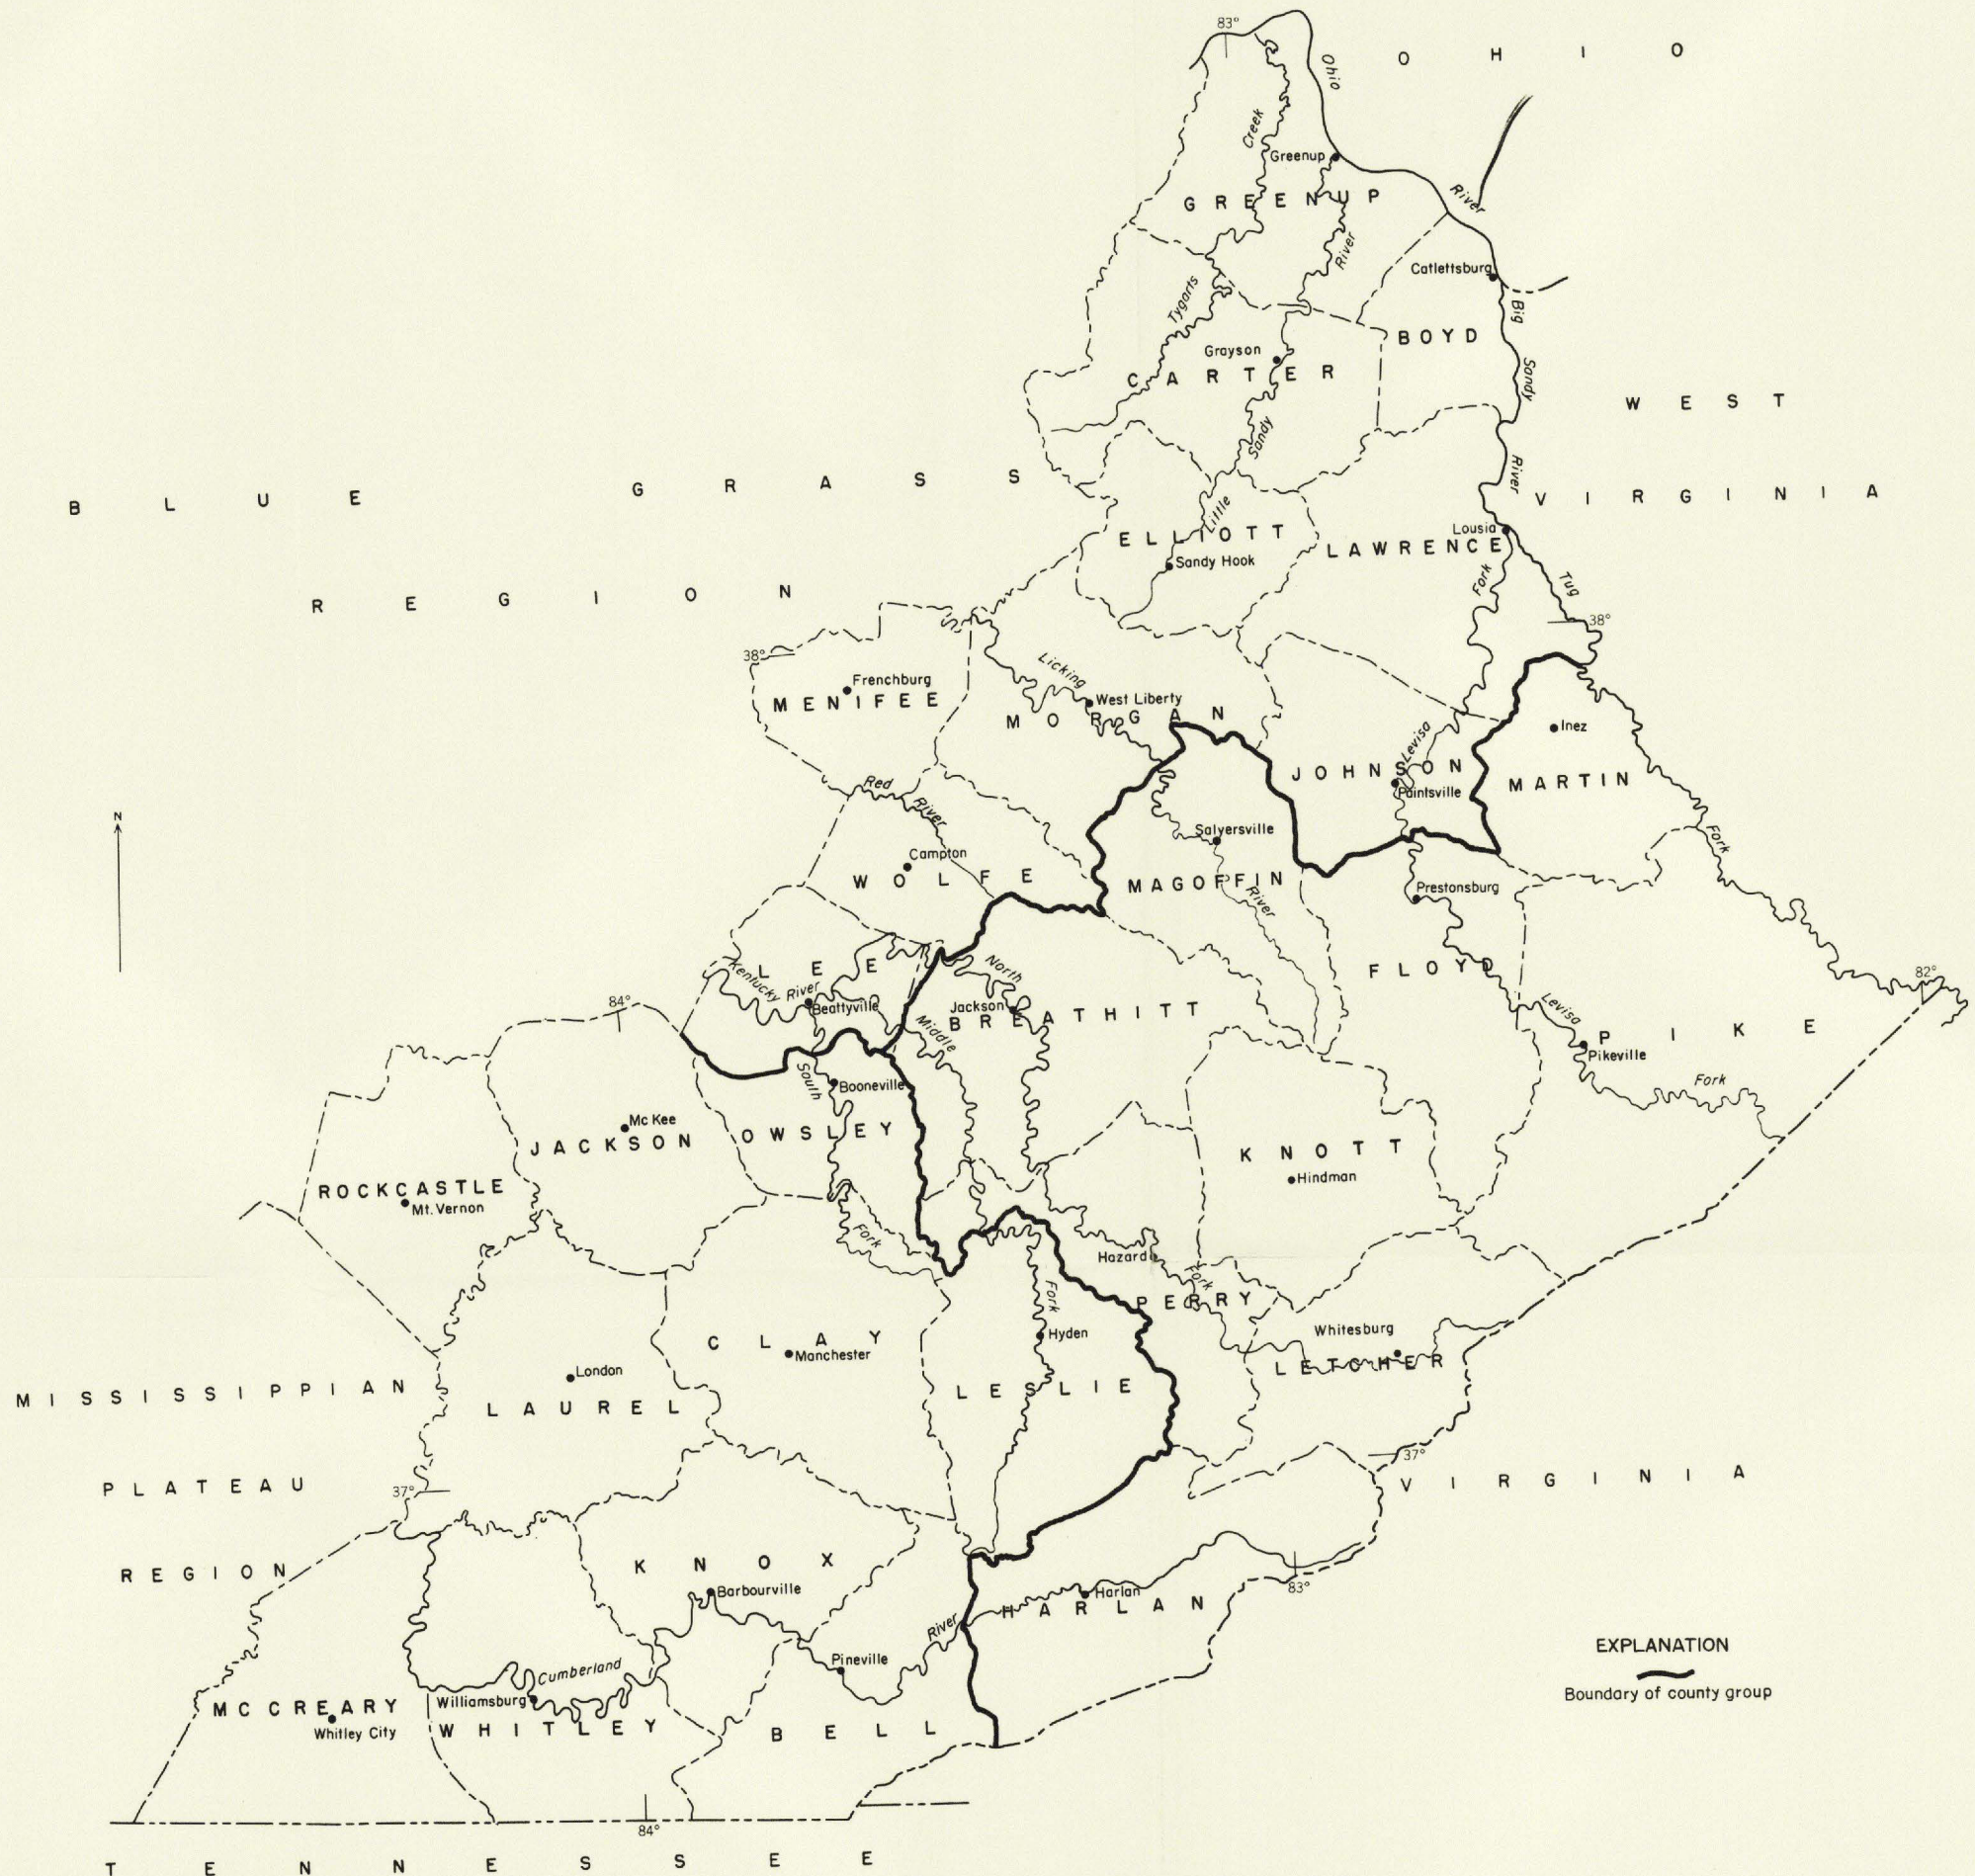 83°
O H I O
Ohio
Creek
Greenup
GREENUP
River
River
Catlettsburg
Tygarts
Big
BOYD
Grayson
CARTER
Sandy
WEST
Sandy
BLUE GRASS
River
VIRGINIA
Little
ELLIOTT
Lousia
LAWRENCE
Sandy Hook
Fork
Tug
REGION
38°
38°
Licking
Frenchburg
MENIFEE
West Liberty
MORGAN
Inez
Levisa
JOHNSON
MARTIN
Paintsville
Red
River
N
Salyersville
Fork
Campton
WOLFE
MAGOFFIN
Prestonsburg
River
LEE
North
FLOYD
Kentucky
River
82°
84°
Beattyville
Jackson
BREATHITT
Levisa
PIKE
Middle
Pikeville
South
Booneville
Fork
Mc Kee
JACKSON
OWSLEY
KNOTT
Hindman
ROCKCASTLE
Mt. Vernon
Fork
Hazard
Fork
PERRY
Fork
Whitesburg
Hyden
CLAY
Manchester
LETCHER
London
MISSISSIPPIAN
LESLIE
LAUREL
37°
PLATEAU
37°
VIRGINIA
REGION
KNOX
Barbourville
83°
Harlan
HARLAN
River
EXPLANATION
Pineville
Cumberland
Boundary of county group
Williamsburg
MC CREARY
Whitley City
WHITLEY
BELL
84°
TENNESSEE